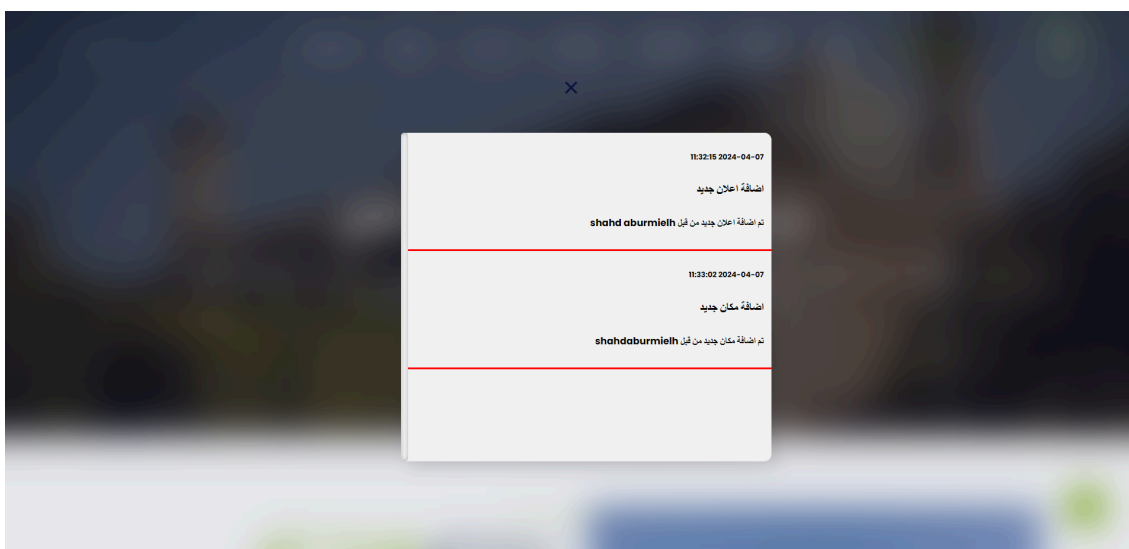 11:32:15 2024-04-07
اضافة اعلان جديد
تم اضافة اعلان جديد من قبل shahd aburmielh
11:33:02 2024-04-07
اضافة مكان جديد
تم اضافة مكان جديد من قبل shahdaburmielh